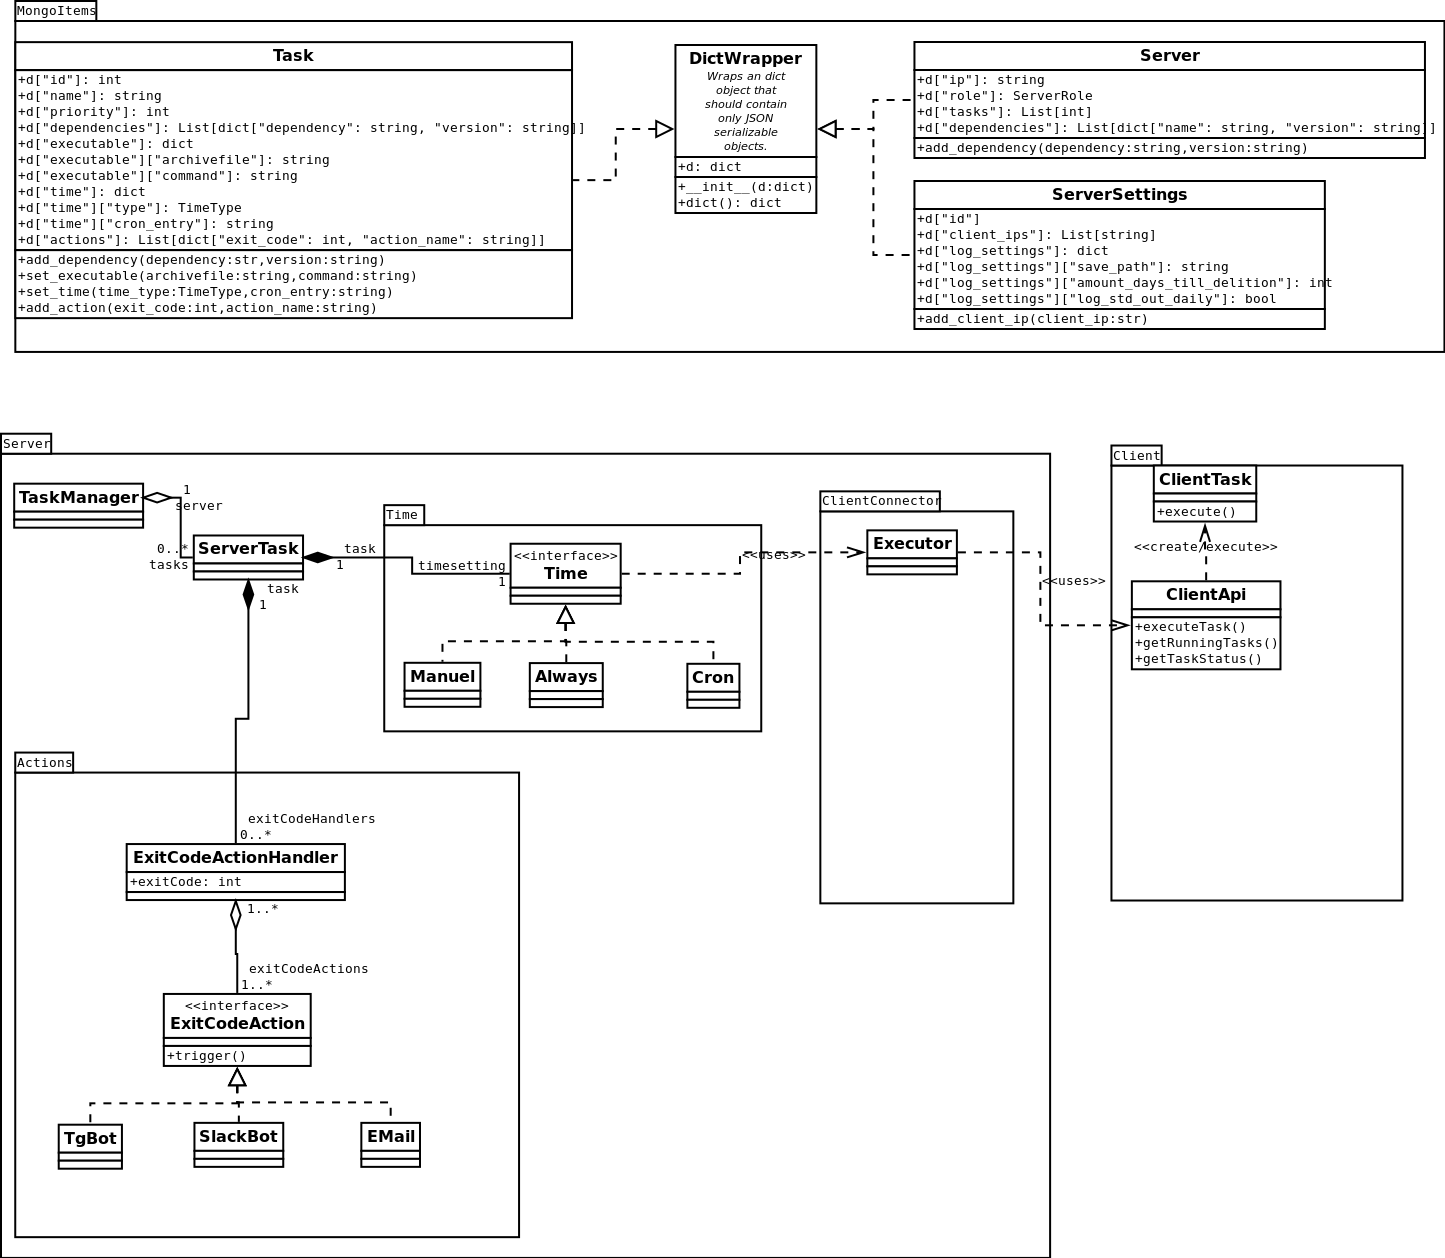 MongoItems
Task
+d["id"]: int
+d["name"]: string
+d["priority"]: int
+d["dependencies"]: List[dict["dependency": string, "version": string]]
+d["executable"]: dict
+d["executable"]["archivefile"]: string
+d["executable"]["command"]: string
+d["time"]: dict
+d["time"]["type"]: TimeType
+d["time"]["cron_entry"]: string
+d["actions"]: List[dict["exit_code": int, "action_name": string]]
+add_dependency(dependency:str,version:string)
+set_executable(archivefile:string,command:string)
+set_time(time_type:TimeType,cron_entry:string)
+add_action(exit_code:int,action_name:string)
DictWrapper
Wraps an dict
object that
should contain
only JSON
serializable
objects.
+d: dict
+__init__(d:dict)
+dict(): dict
Server
+d["ip"]: string
+d["role"]: ServerRole
+d["tasks"]: List[int]
+d["dependencies"]: List[dict["name": string, "version": string]]
+add_dependency(dependency:string,version:string)
ServerSettings
+d["id"]
+d["client_ips"]: List[string]
+d["log_settings"]: dict
+d["log_settings"]["save_path"]: string
+d["log_settings"]["amount_days_till_delition"]: int
+d["log_settings"]["log_std_out_daily"]: bool
+add_client_ip(client_ip:str)
Server
TaskManager
1
server
0..*
tasks
ServerTask
task
1
task
1
Time
timesetting
1
<<interface>>
Time
Manuel
Always
Cron
<<uses>>
ClientConnector
Executor
<<uses>>
Client
ClientTask
+execute()
<<create/execute>>
ClientApi
+executeTask()
+getRunningTasks()
+getTaskStatus()
Actions
exitCodeHandlers
0..*
ExitCodeActionHandler
+exitCode: int
1..*
exitCodeActions
1..*
<<interface>>
ExitCodeAction
+trigger()
TgBot
SlackBot
EMail